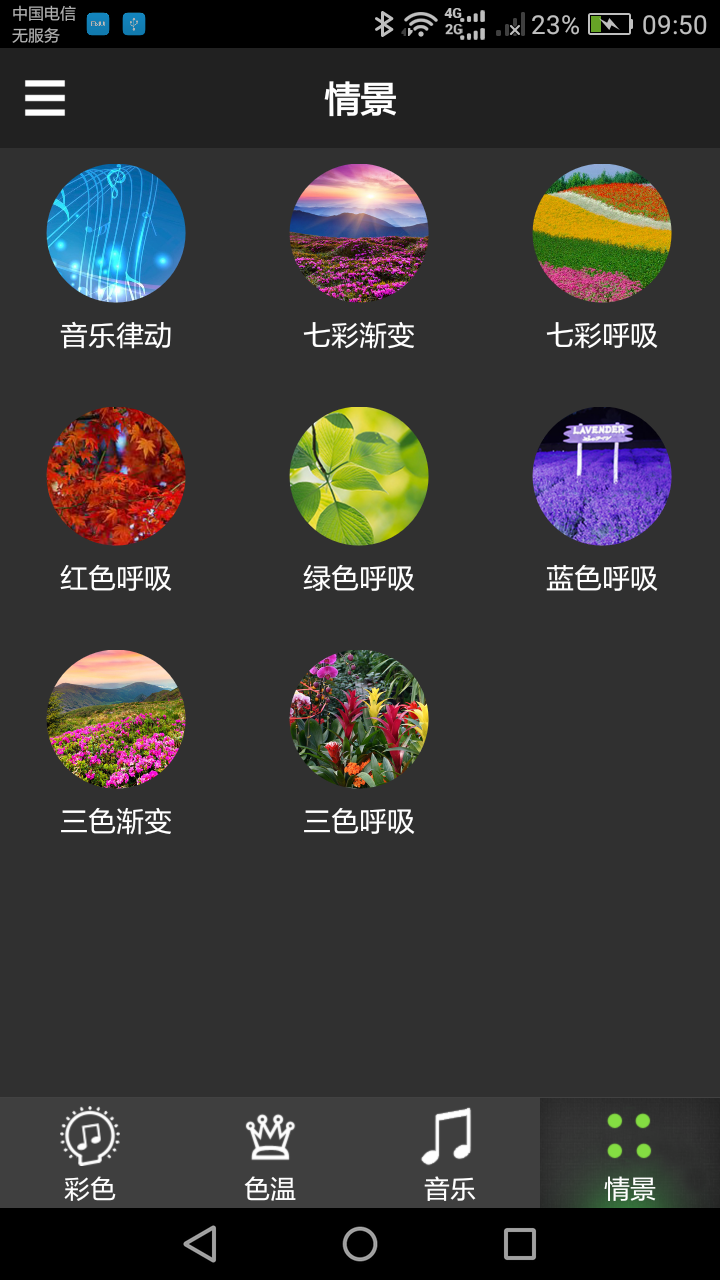 中国电信
无服务
4G
2G
23%
09:50
情景
音乐律动
七彩渐变
七彩呼吸
LAVENDER
红色呼吸
绿色呼吸
蓝色呼吸
三色渐变
三色呼吸
彩色
色温
音乐
情景